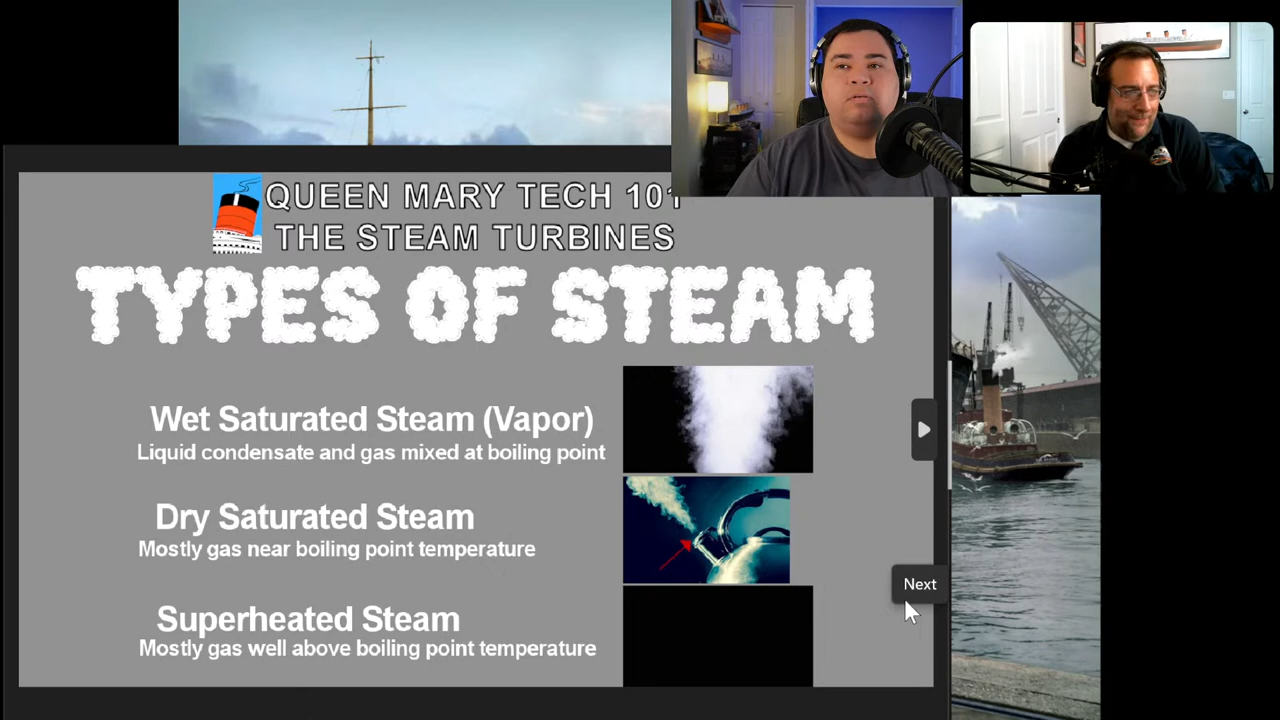 QUEEN MARY TECH 101
THE STEAM TURBINES
TYPES OF STEAM
Wet Saturated Steam (Vapor)
Liquid condensate and gas mixed at boiling point
Dry Saturated Steam
Mostly gas near boiling point temperature
Next
Superheated Steam
Mostly gas well above boiling point temperature